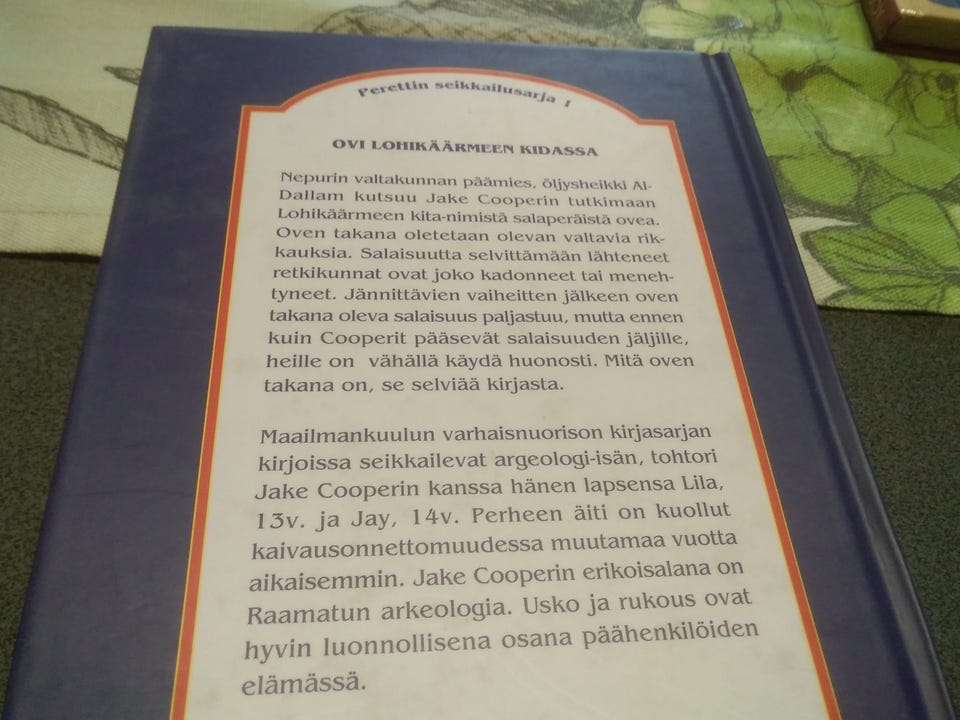 Perettin seikkailusarja 1
OVI LOHIKÄÄRMEEN KIDASSA
Nepurin valtakunnan päämies, õljysheikki Al-
Dallam kutsuu Jake Cooperin tutkimaan
Lohikäärmeen kita-nimistä salaperäistä ovea.
Oven takana oletetaan olevan valtavia rik-
kauksia. Salaisuutta selvittämään lähteneet
retkikunnat ovat joko kadonneet tai meneh-
tyneet. Jännittävien vaiheitten jälkeen oven
takana oleva salaisuus paljastuu, mutta ennen
kuin Cooperit pääsevät salaisuuden jäljille,
heille on vähällä käydä huonosti. Mitä oven
takana on, se selviää kirjasta.
Maailmankuulun varhaisnuorison kirjasarjan
kirjoissa seikkailevat argeologi-isän, tohtori
Jake Cooperin kanssa hänen lapsensa Lila,
13v. ja Jay, 14v. Perheen äiti on kuollut
kaivausonnettomuudessa muutamaa vuotta
aikaisemmin. Jake Cooperin erikoisalana on
Raamatun arkeologia. Usko ja rukous ovat
hyvin luonnollisena osana päähenkilöiden
elämässä.